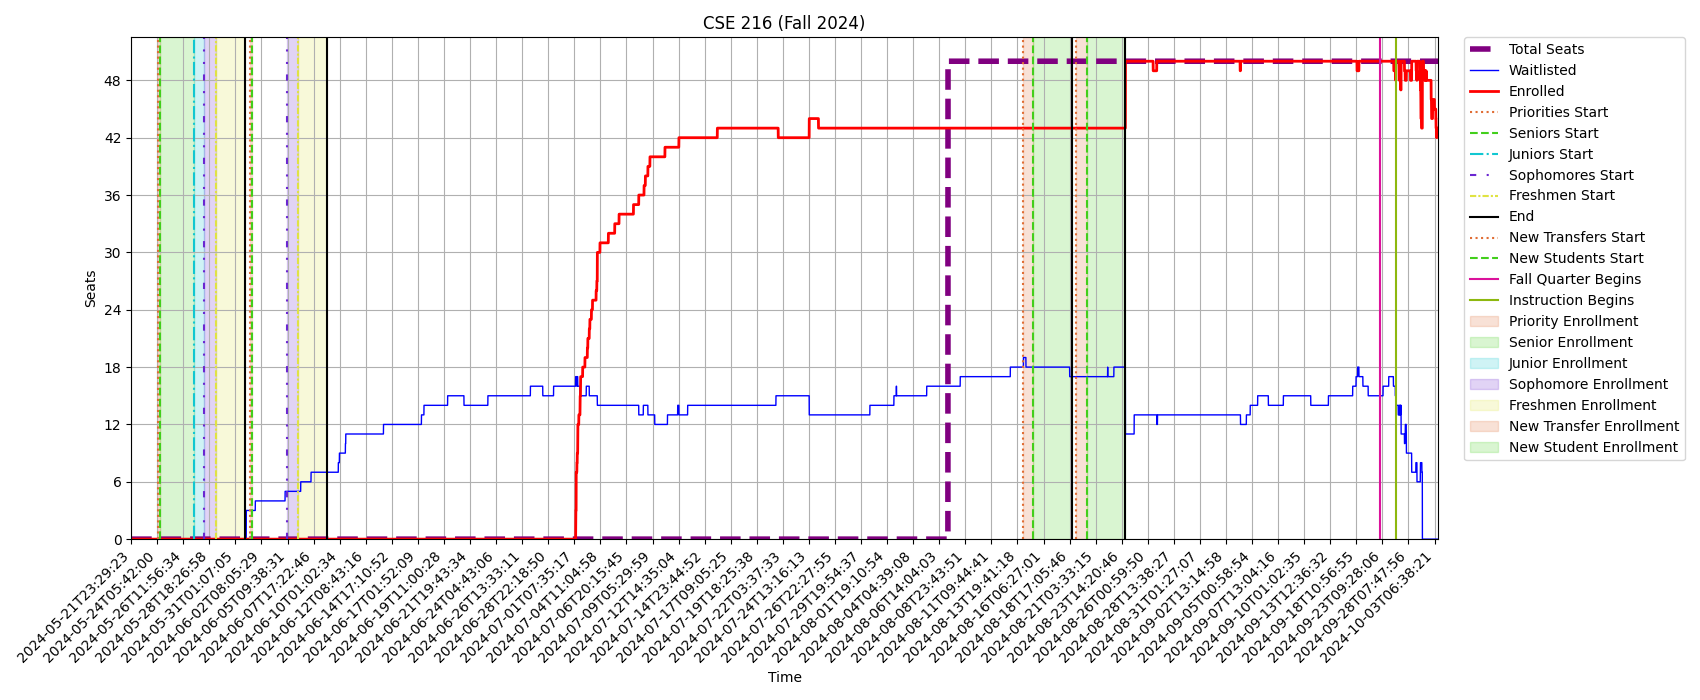 CSE 216 (Fall 2024)
Seats
48
42
36
30
24
18
12
6
0
2024-05-21T23:29:23
2024-05-24T05:42:00
2024-05-26T11:56:34
2024-05-28T18:26:58
2024-05-31T01:07:05
2024-06-02T08:05:29
2024-06-05T09:38:31
2024-06-07T17:22:46
2024-06-10T01:02:34
2024-06-12T08:43:16
2024-06-14T17:10:52
2024-06-17T01:52:09
2024-06-19T11:00:28
2024-06-21T19:43:34
2024-06-24T04:43:06
2024-06-26T13:33:11
2024-06-28T22:18:50
2024-07-01T07:35:17
2024-07-04T11:04:58
2024-07-06T20:15:45
2024-07-09T05:29:59
2024-07-12T14:35:04
2024-07-14T23:44:52
2024-07-17T09:05:25
2024-07-19T18:25:38
2024-07-22T03:37:33
2024-07-24T13:16:13
2024-07-26T22:27:55
2024-07-29T19:54:37
2024-08-01T19:10:54
2024-08-04T04:39:08
2024-08-06T14:04:03
2024-08-08T23:43:51
2024-08-11T09:44:41
2024-08-13T19:41:18
2024-08-16T06:27:01
2024-08-18T17:05:46
2024-08-21T03:33:15
2024-08-23T14:20:46
2024-08-26T00:59:50
2024-08-28T13:38:27
2024-08-31T01:27:07
2024-09-02T13:14:58
2024-09-05T00:58:54
2024-09-07T13:04:16
2024-09-10T01:02:35
2024-09-13T12:36:32
2024-09-18T10:56:55
2024-09-23T09:28:06
2024-09-28T07:47:56
2024-10-03T06:38:21
Time
Total Seats
Waitlisted
Enrolled
Priorities Start
Seniors Start
Juniors Start
Sophomores Start
Freshmen Start
End
New Transfers Start
New Students Start
Fall Quarter Begins
Instruction Begins
Priority Enrollment
Senior Enrollment
Junior Enrollment
Sophomore Enrollment
Freshmen Enrollment
New Transfer Enrollment
New Student Enrollment